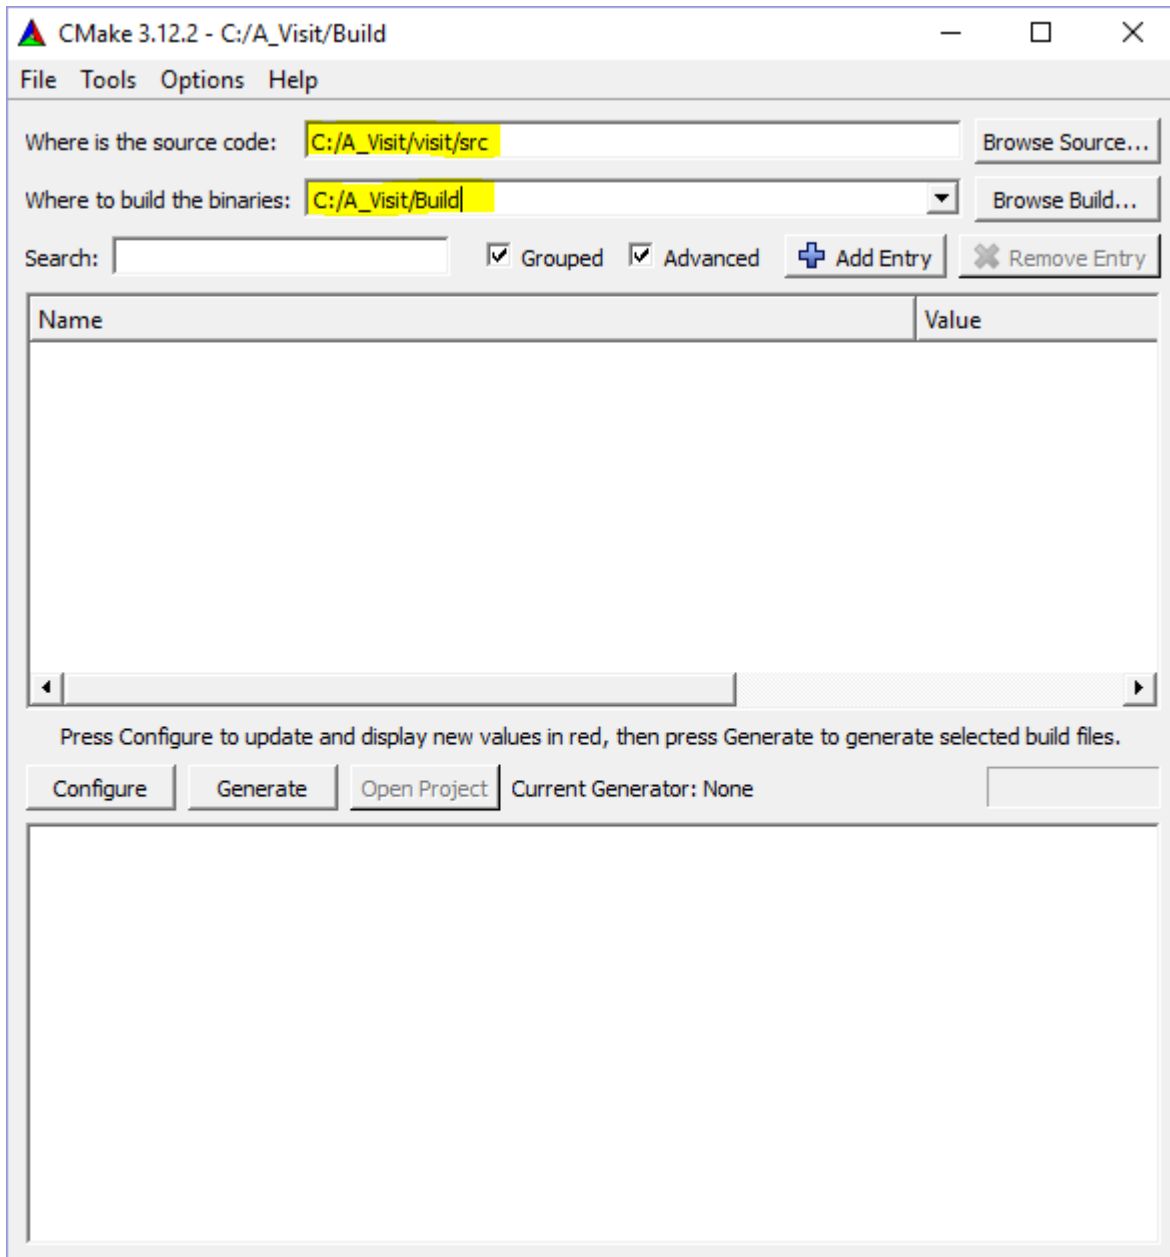 CMake 3.12.2 - C:/A_Visit/Build
File Tools Options Help
Where is the source code: C:/A_Visit/visit/src Browse Source...
Where to build the binaries: C:/A_Visit/Build Browse Build...
Search: Grouped Advanced Add Entry Remove Entry
Name Value
Press Configure to update and display new values in red, then press Generate to generate selected build files.
Configure Generate Open Project Current Generator: None